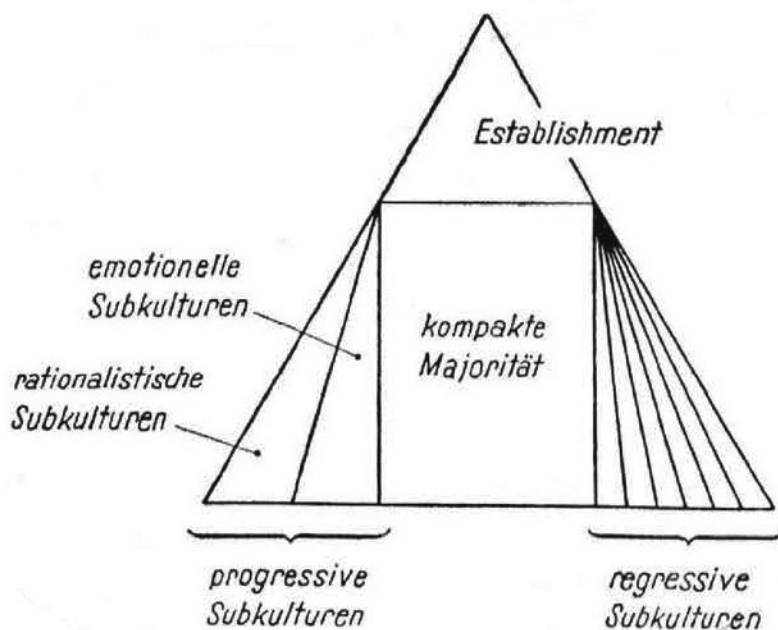 Establishment
emotionelle
Subkulturen
kompakte
Majorität
rationalistische
Subkulturen
progressive
Subkulturen
regressive
Subkulturen